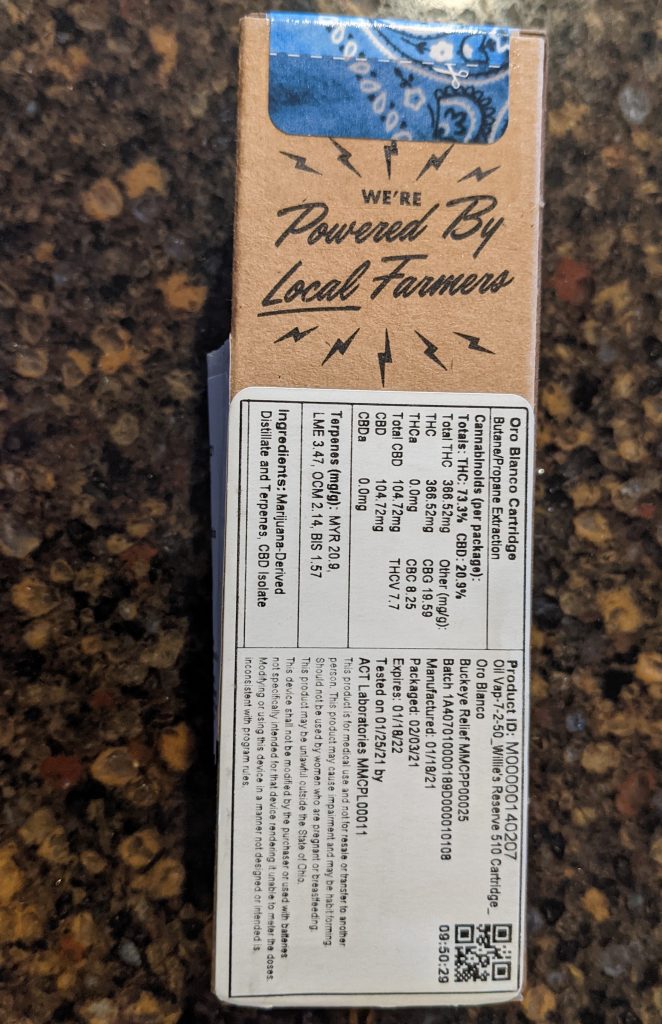 WE'RE
Powered By
Local Farmers
Oro Blanco Cartridge
Butane/Propane Extraction
Cannabinoids (per package):
Totals: THC: 73.3% CBD: 20.9%
Total THC 366.52mg Other (mg/g):
THC 366.52mg CBG 19.59
THCa 0.0mg CBC 8.25
Total CBD 104.72mg THCV 7.7
CBD 104.72mg
CBDa 0.0mg
Terpenes (mg/g): MYR 20.9,
LME 3.47, OCM 2.14, BIS 1.57
Ingredients: Marijuana-Derived
Distillate and Terpenes, CBD Isolate
Product ID: M00000140207
Oil Vap-7-2-50_Willie's Reserve 510 Cartridge_
Oro Blanco
Buckeye Relief MMCPP00025
Batch 1A4070100000189D000010108
Manufactured: 01/18/21
Packaged: 02/03/21
Expires: 01/18/22
Tested on 01/25/21 by
ACT Laboratories MMCPL00011
09:50:29
This product is for medical use and not for resale or transfer to another
person. This product may cause impairment and may be habit forming.
Should not be used by women who are pregnant or breastfeeding.
This product may be unlawful outside the State of Ohio.
This device shall not be modified by the purchaser or used with batteries
not specifically intended for that device rendering it unable to meter the doses.
Modifying or using this device in a manner not designed or intended is
inconsistent with program rules.